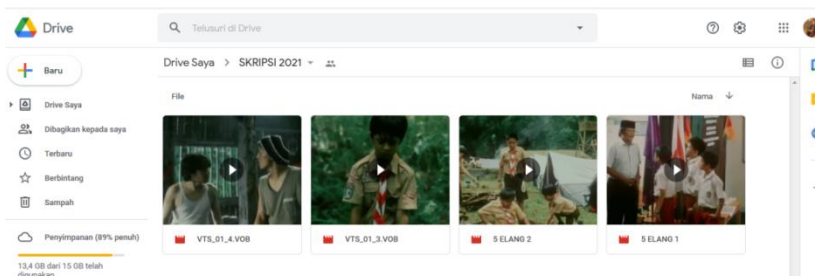 Drive
Telusuri di Drive
Baru
Drive Saya > SKRIPSI 2021
File
Nama
Drive Saya
Dibagikan kepada saya
Terbaru
Berbintang
Sampah
VTS_01_4.VOB
VTS_01_3.VOB
5 ELANG 2
5 ELANG 1
Penyimpanan (89% penuh)
13,4 GB dari 15 GB telah
digunakan